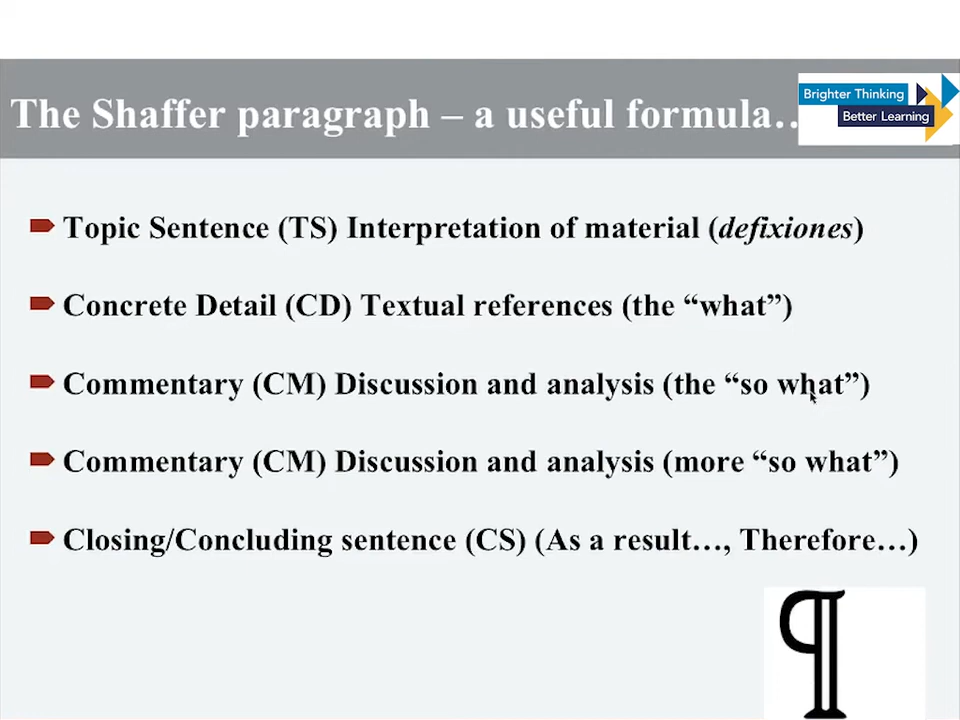 The Shaffer paragraph – a useful formula…
Brighter Thinking
Better Learning
Topic Sentence (TS) Interpretation of material (defixiones)
Concrete Detail (CD) Textual references (the “what”)
Commentary (CM) Discussion and analysis (the “so what”)
Commentary (CM) Discussion and analysis (more “so what”)
Closing/Concluding sentence (CS) (As a result…, Therefore…)
¶